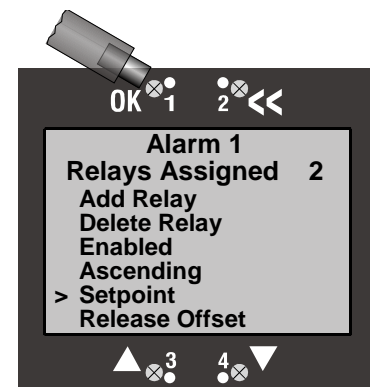 OK 1 2 <<
Alarm 1
Relays Assigned 2
Add Relay
Delete Relay
Enabled
Ascending
> Setpoint
Release Offset
3 4